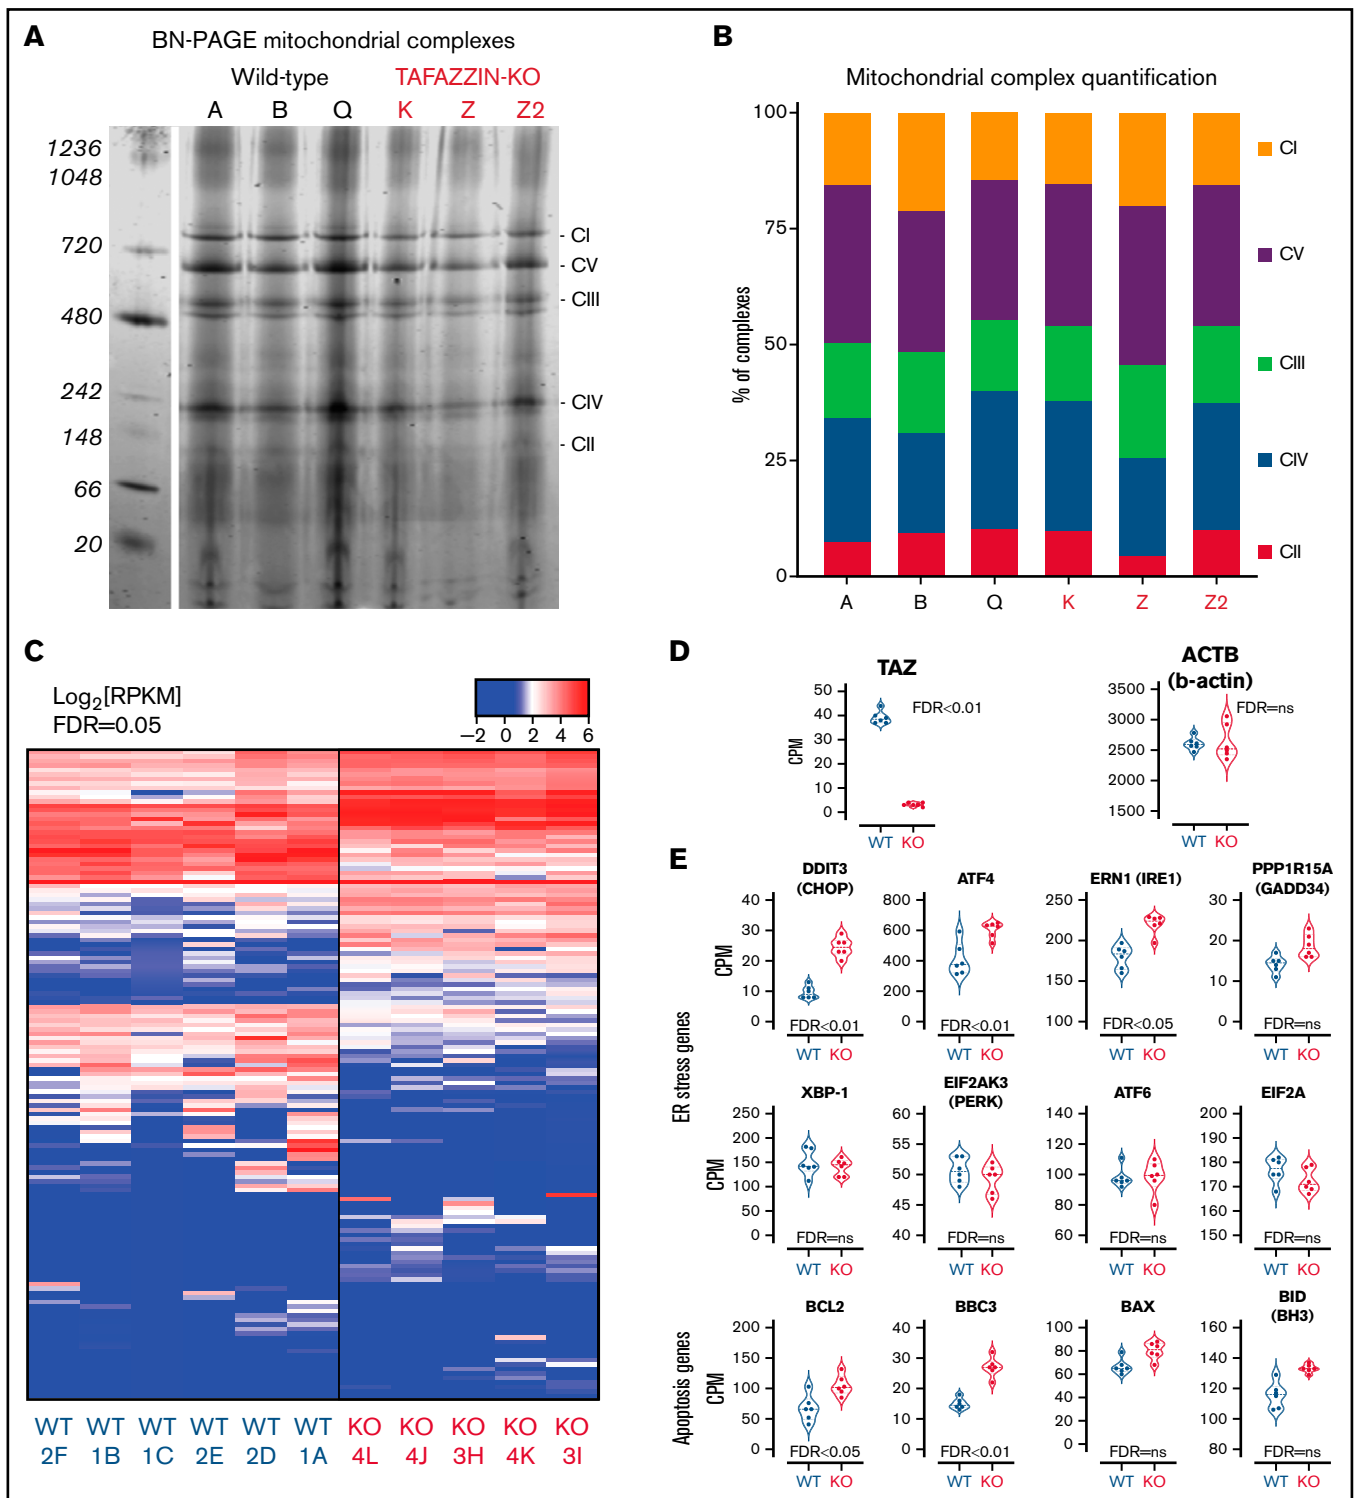 A
BN-PAGE mitochondrial complexes
Wild-type TAFAZZIN-KO
A B Q K Z Z2
1236
1048
720
480
242
148
66
20
- CI
- CV
- CIII
- CIV
- CII
B
Mitochondrial complex quantification
% of complexes
100
75
50
25
0
A B Q K Z Z2
CI
CV
CIII
CIV
CII
C
Log2[RPKM]
FDR=0.05
−2 0 2 4 6
WT WT WT WT WT WT KO KO KO KO KO
2F 1B 1C 2E 2D 1A 4L 4J 3H 4K 3I
D
TAZ
CPM
50
40
30
20
10
0
FDR<0.01
WT KO
ACTB
(b-actin)
3500
3000
2500
2000
1500
FDR=ns
WT KO
E
ER stress genes
DDIT3
(CHOP)
CPM
40
30
20
10
0
FDR<0.01
WT KO
ATF4
800
600
400
200
0
FDR<0.01
WT KO
ERN1 (IRE1)
250
200
150
100
FDR<0.05
WT KO
PPP1R15A
(GADD34)
30
20
10
0
FDR=ns
WT KO
XBP-1
CPM
250
200
150
100
50
0
FDR=ns
WT KO
EIF2AK3
(PERK)
60
55
50
45
40
FDR=ns
WT KO
ATF6
140
120
100
80
60
FDR=ns
WT KO
EIF2A
200
190
180
170
160
150
FDR=ns
WT KO
Apoptosis genes
BCL2
CPM
200
150
100
50
0
FDR<0.05
WT KO
BBC3
40
30
20
10
0
FDR<0.01
WT KO
BAX
100
80
60
40
20
0
FDR=ns
WT KO
BID
(BH3)
160
140
120
100
80
FDR=ns
WT KO